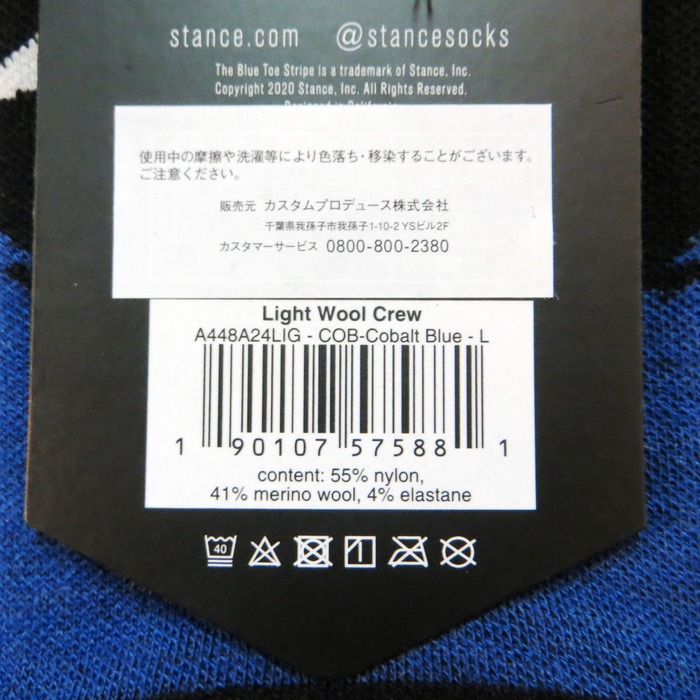 stance.com @stancesocks
The Blue Toe Stripe is a trademark of Stance, Inc.
Copyright 2020 Stance, Inc. All Rights Reserved.
Designed in California
使用中の摩擦や洗濯等により色落ち・移染することがございます。
ご注意ください。
販売元 カスタムプロデュース株式会社
千葉県我孫子市我孫子1-10-2 YSビル2F
カスタマーサービス 0800-800-2380
Light Wool Crew
A448A24LIG - COB-Cobalt Blue - L
1 90107 57588 1
content: 55% nylon,
41% merino wool, 4% elastane
40